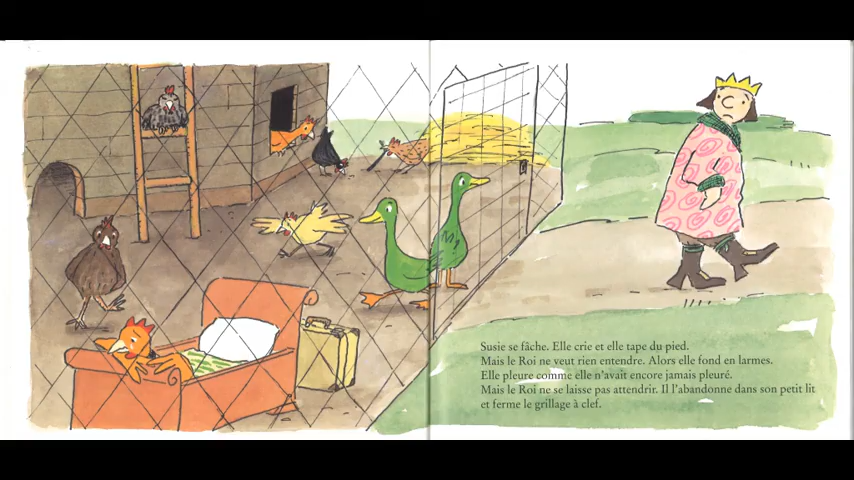 Susie se fâche. Elle crie et elle tape du pied.
Mais le Roi ne veut rien entendre. Alors elle fond en larmes.
Elle pleure comme elle n'avait encore jamais pleuré.
Mais le Roi ne se laisse pas attendrir. Il l'abandonne dans son petit lit
et ferme le grillage à clef.